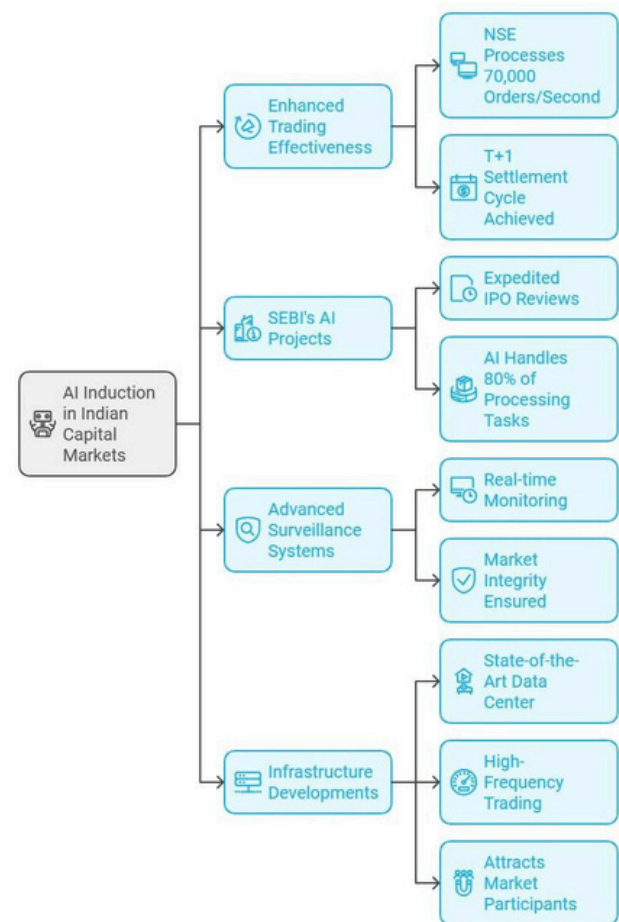 AI Induction
in Indian
Capital
Markets
Enhanced
Trading
Effectiveness
NSE
Processes
70,000
Orders/Second
T+1
Settlement
Cycle
Achieved
SEBI's AI
Projects
Expedited
IPO Reviews
AI Handles
80% of
Processing
Tasks
Advanced
Surveillance
Systems
Real-time
Monitoring
Market
Integrity
Ensured
Infrastructure
Developments
State-of-the-
Art Data
Center
High-
Frequency
Trading
Attracts
Market
Participants